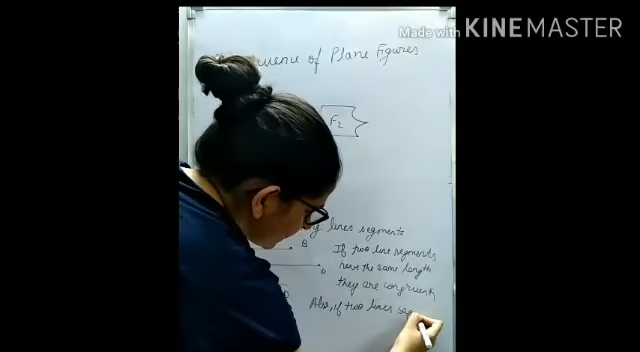 Made with KINEMASTER
of Plane Figures
F2
lines segments
B
If two line segments
have the same length
D
they are congruent
Also, if two lines seg